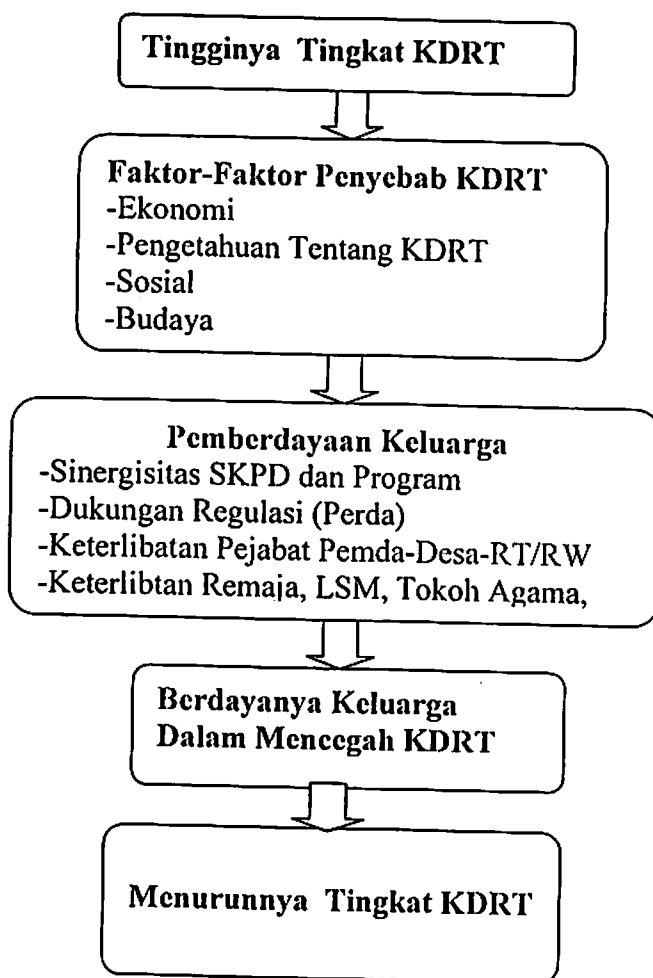 Tingginya Tingkat KDRT
Faktor-Faktor Penyebab KDRT
-Ekonomi
-Pengetahuan Tentang KDRT
-Sosial
-Budaya
Pemberdayaan Keluarga
-Sinergisitas SKPD dan Program
-Dukungan Regulasi (Perda)
-Keterlibatan Pejabat Pemda-Desa-RT/RW
-Keterlibtan Remaja, LSM, Tokoh Agama,
Berdayanya Keluarga
Dalam Mencegah KDRT
Menurunnya Tingkat KDRT